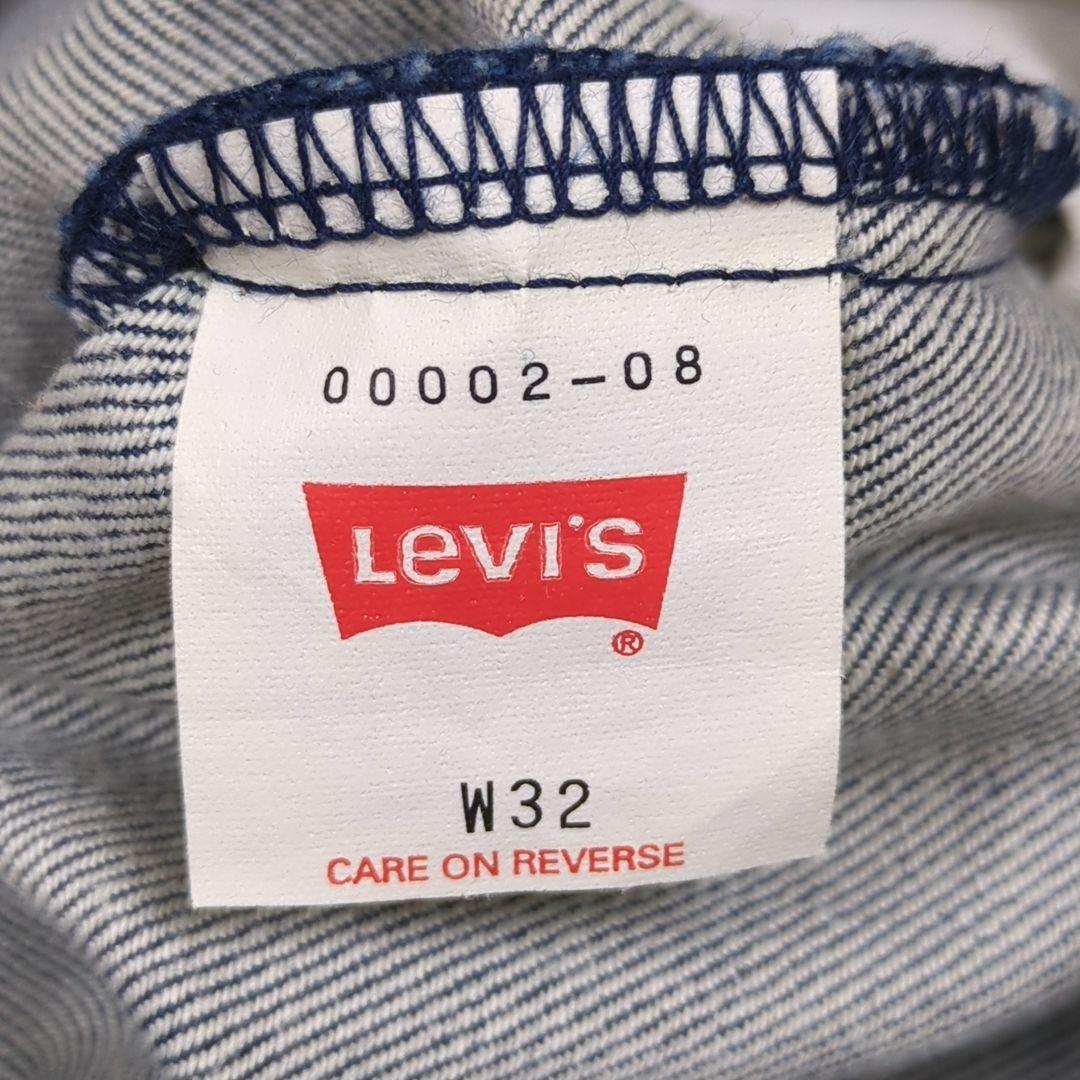 00002-08
LEVI'S
®
W32
CARE ON REVERSE